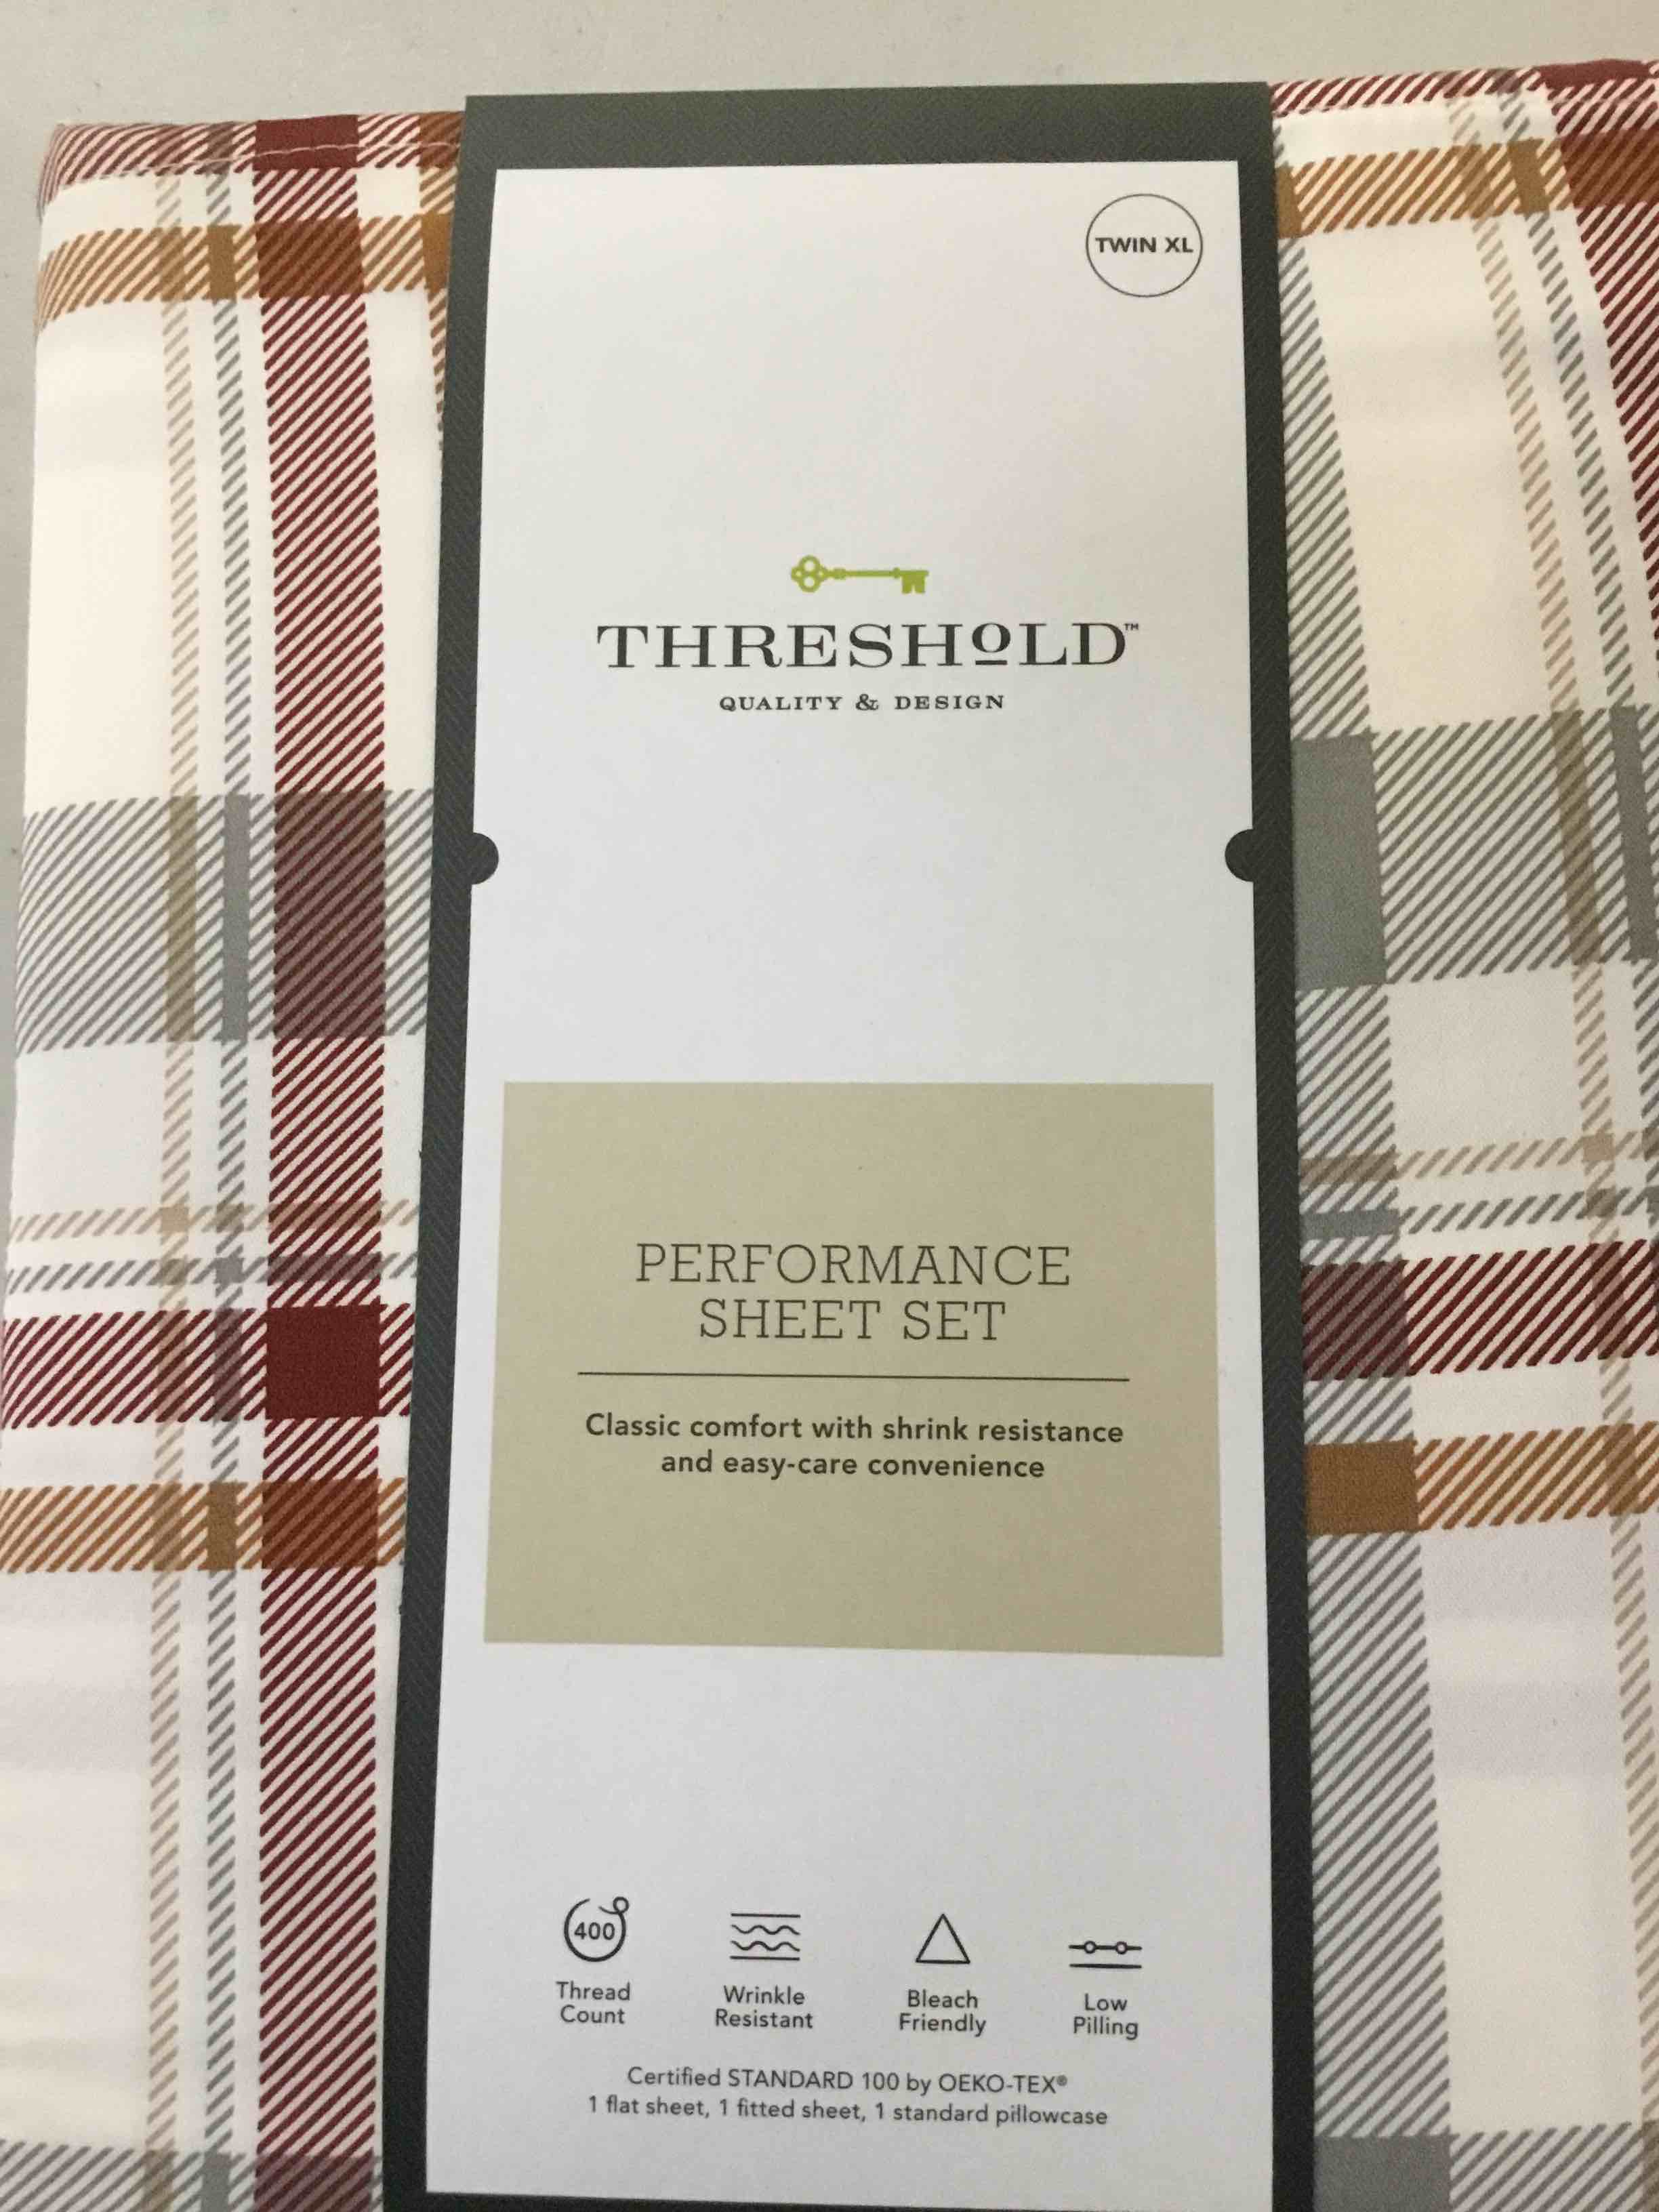 TWIN XL
THRESHOLD™
QUALITY & DESIGN
PERFORMANCE
SHEET SET
Classic comfort with shrink resistance
and easy-care convenience
400
Thread
Count
Wrinkle
Resistant
Bleach
Friendly
Low
Pilling
Certified STANDARD 100 by OEKO-TEX®
1 flat sheet, 1 fitted sheet, 1 standard pillowcase